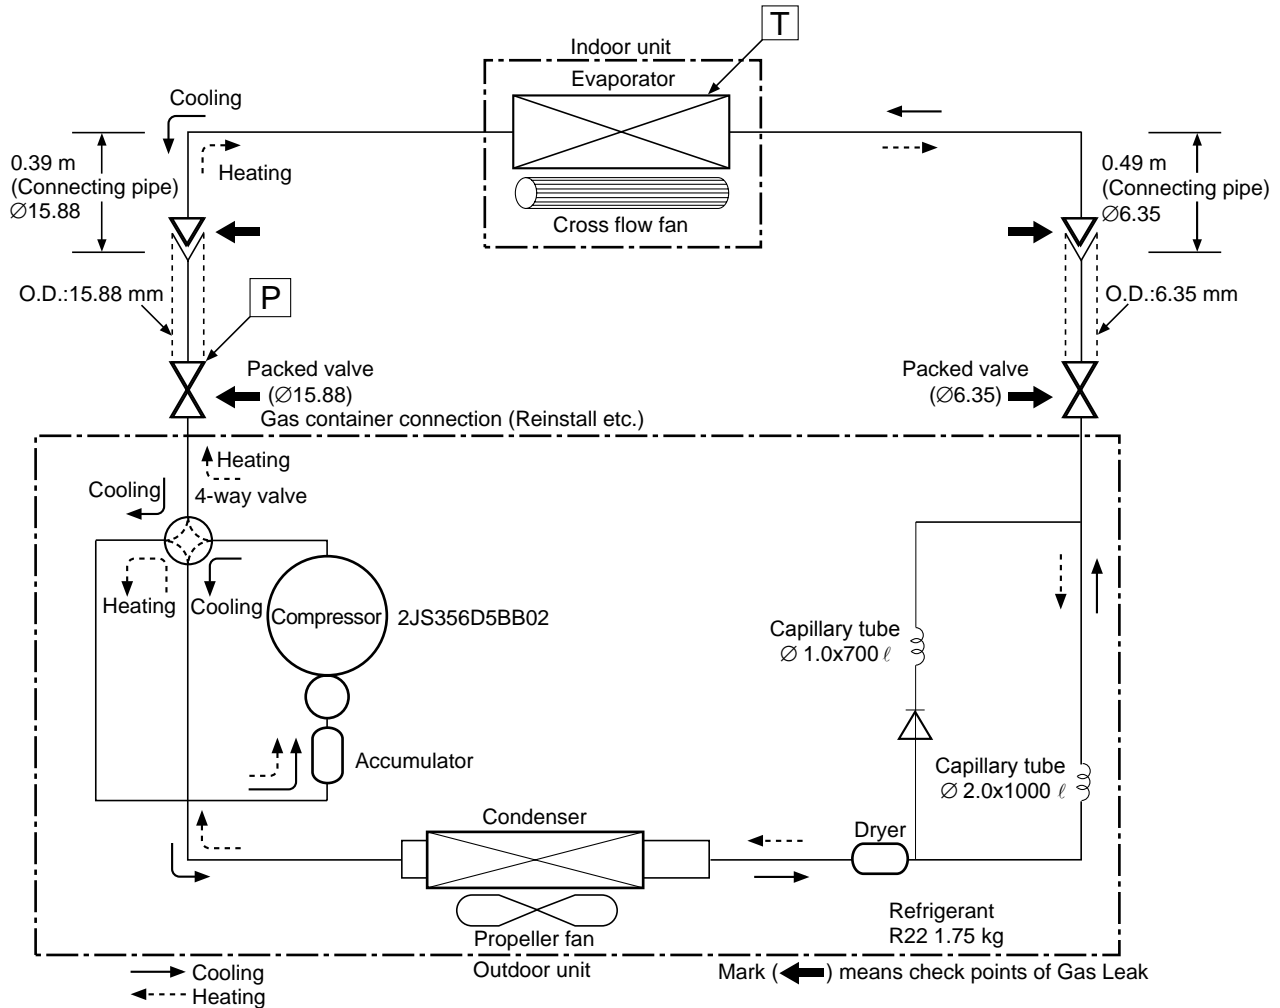 T
Indoor unit
Evaporator
Cooling
Heating
0.39 m
(Connecting pipe)
∅15.88
0.49 m
(Connecting pipe)
∅6.35
Cross flow fan
O.D.:15.88 mm
P
O.D.:6.35 mm
Packed valve
(∅15.88)
Packed valve
(∅6.35)
Gas container connection (Reinstall etc.)
Heating
Cooling
4-way valve
Heating
Cooling
Compressor
2JS356D5BB02
Capillary tube
∅ 1.0x700 ℓ
Accumulator
Capillary tube
∅ 2.0x1000 ℓ
Condenser
Dryer
Propeller fan
Refrigerant
R22 1.75 kg
Outdoor unit
Cooling
Heating
Mark ( ) means check points of Gas Leak